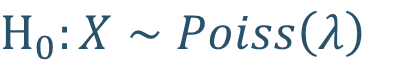 H₀: X ~ Poiss(λ)